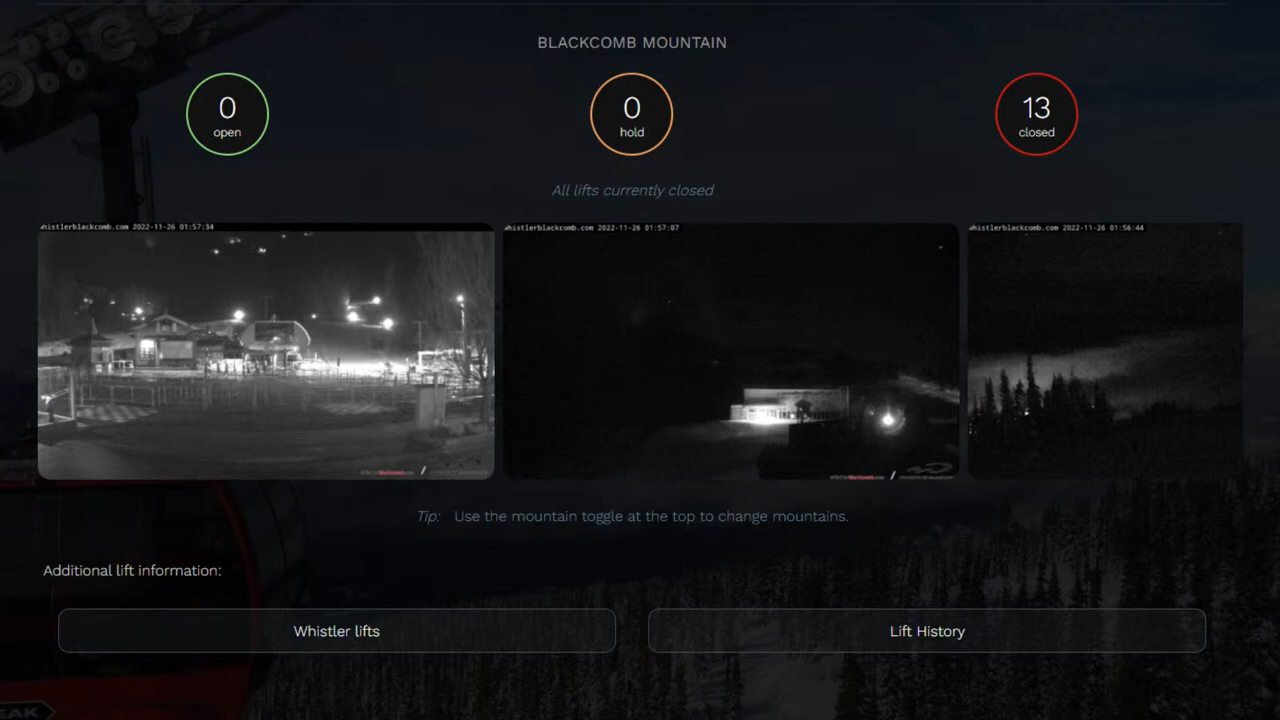 BLACKCOMB MOUNTAIN
0
open
0
hold
13
closed
All lifts currently closed
whistlerblackcomb.com 2022-11-26 01:57:34
whistlerblackcomb.com 2022-11-26 01:57:07
whistlerblackcomb.com 2022-11-26 01:56:44
Tip: Use the mountain toggle at the top to change mountains.
Additional lift information:
Whistler lifts
Lift History
EAK